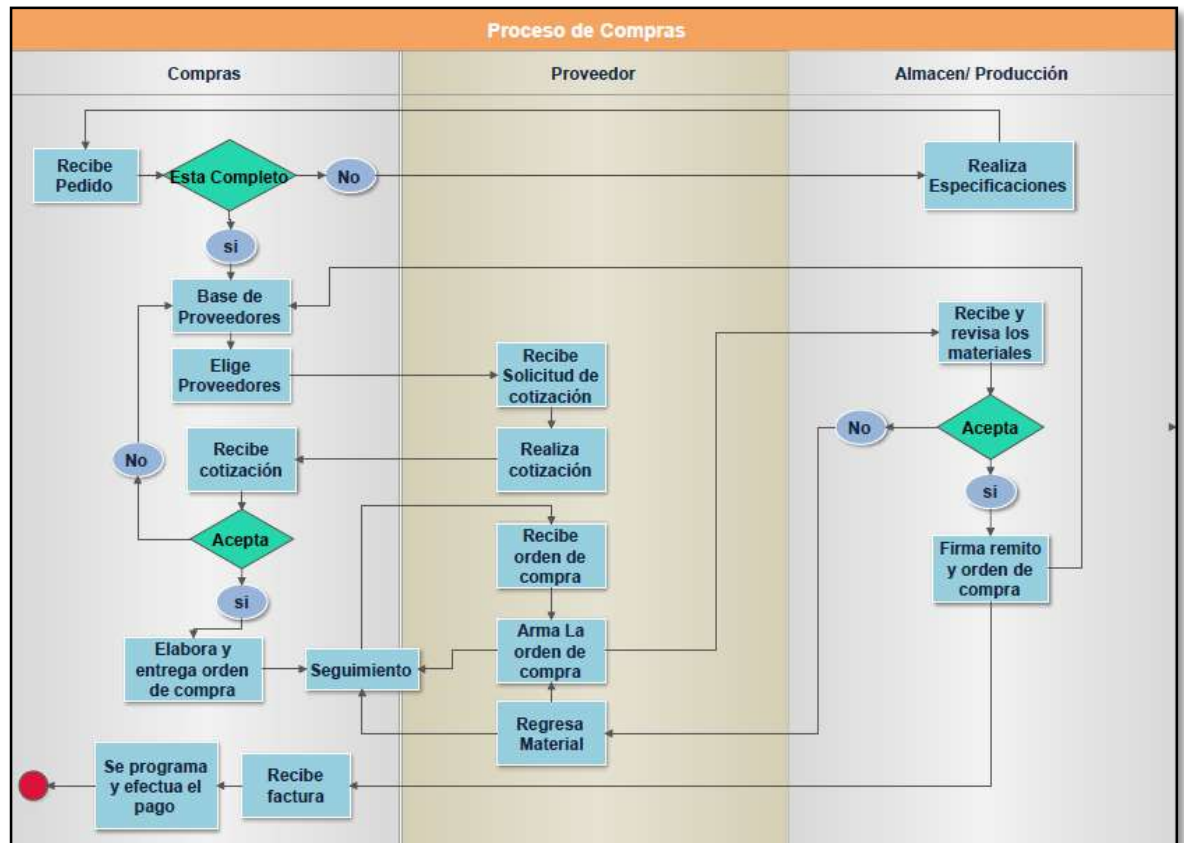 Proceso de Compras
Compras
Proveedor
Almacen/ Producción
Recibe
Pedido
Esta Completo
No
Realiza
Especificaciones
si
Base de
Proveedores
Elige
Proveedores
Recibe
Solicitud de
cotización
Recibe y
revisa los
materiales
No
Recibe
cotización
Realiza
cotización
No
Acepta
si
Acepta
Recibe
orden de
compra
Firma remito
y orden de
compra
si
Elabora y
entrega orden
de compra
Seguimiento
Arma La
orden de
compra
Regresa
Material
Se programa
y efectua el
pago
Recibe
factura